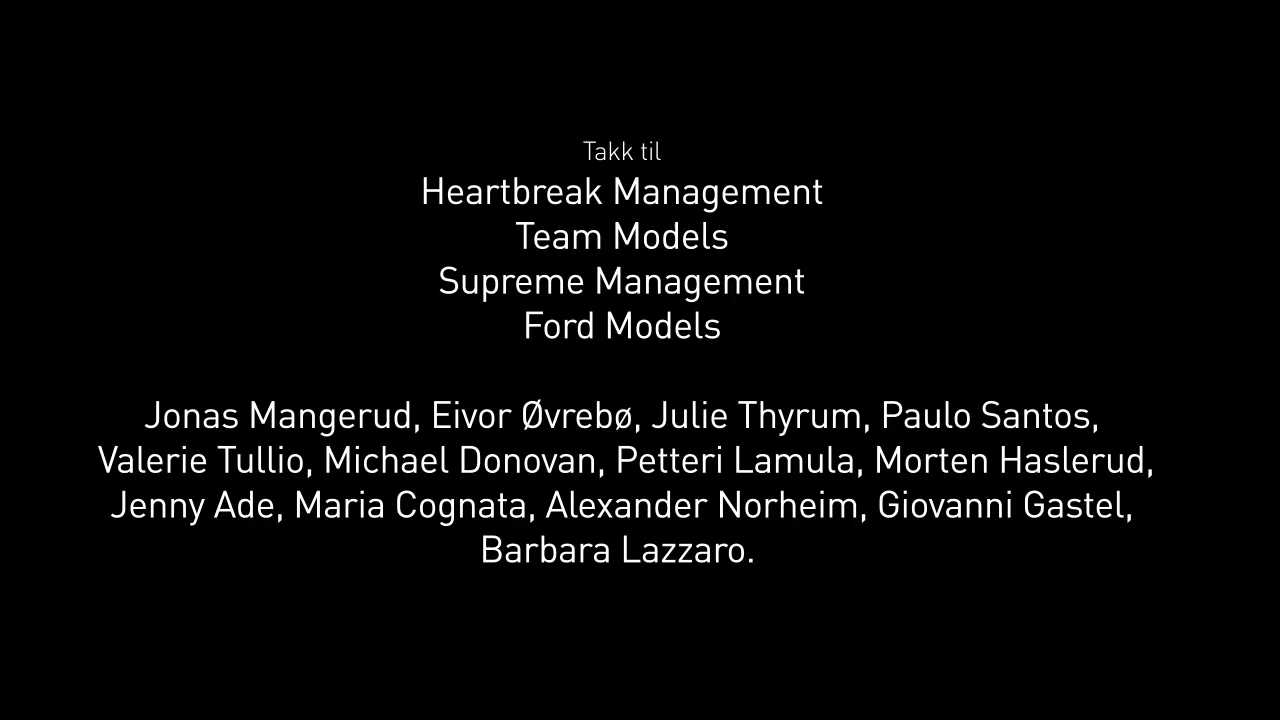 Takk til
Heartbreak Management
Team Models
Supreme Management
Ford Models
Jonas Mangerud, Eivor Øvrebø, Julie Thyrum, Paulo Santos,
Valerie Tullio, Michael Donovan, Petteri Lamula, Morten Haslerud,
Jenny Ade, Maria Cognata, Alexander Norheim, Giovanni Gastel,
Barbara Lazzaro.